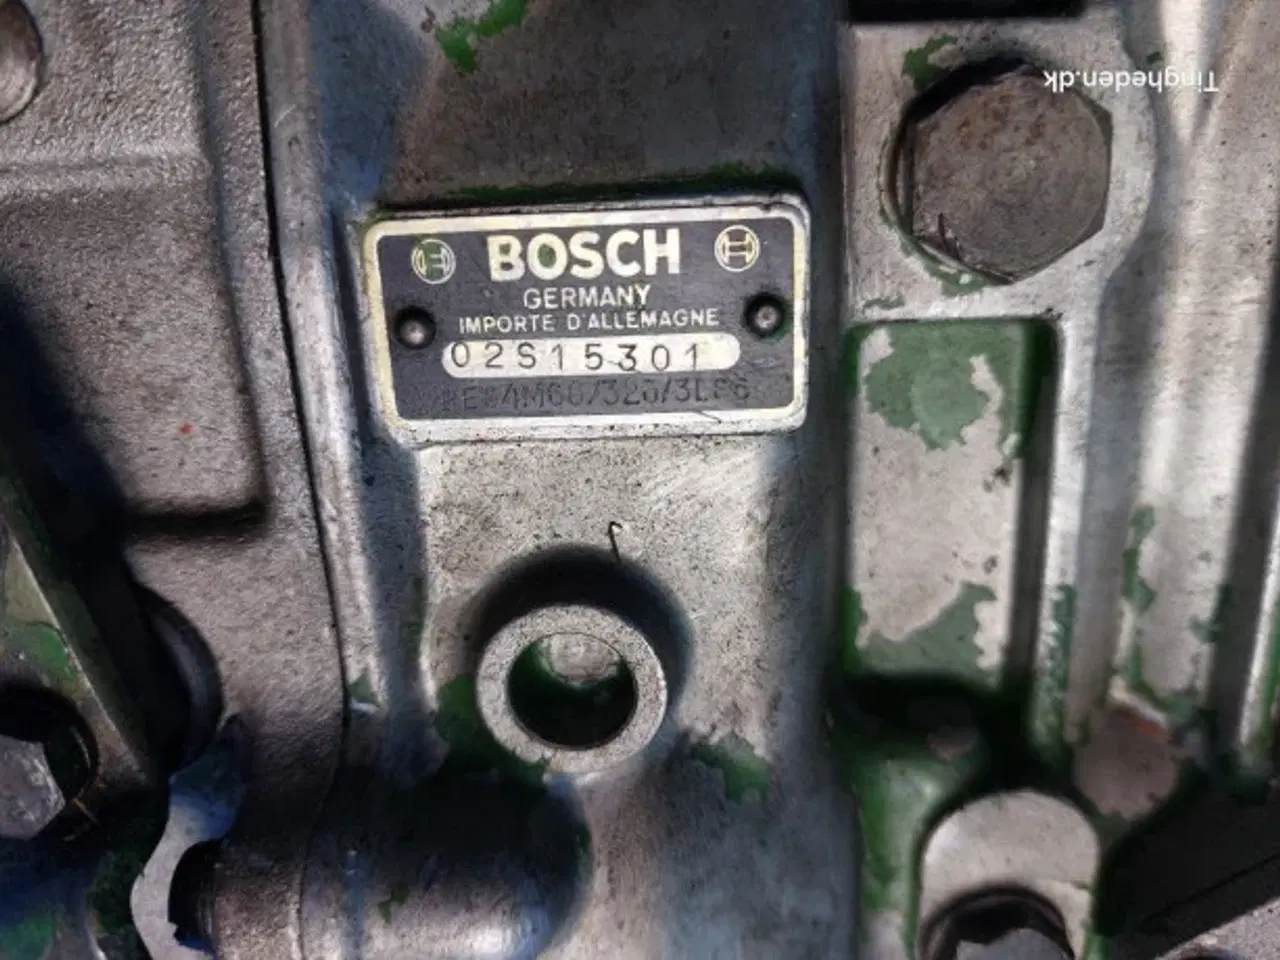 Tingheden.dk
BOSCH
GERMANY
IMPORTE D'ALLEMAGNE
02S15301